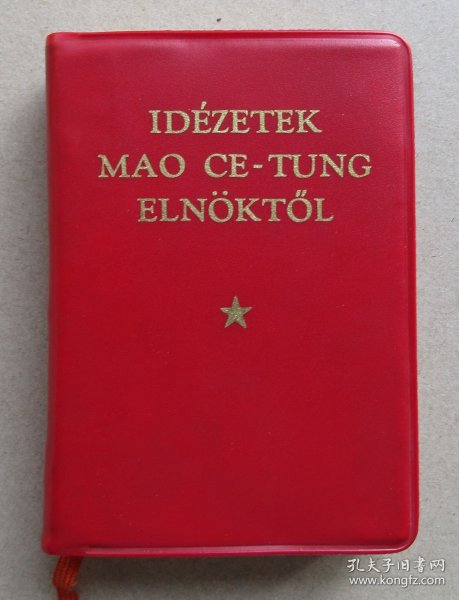 IDÉZETEK
MAO CE-TUNG
ELNÖKTŐL
孔夫子旧书网
www.kongfz.com